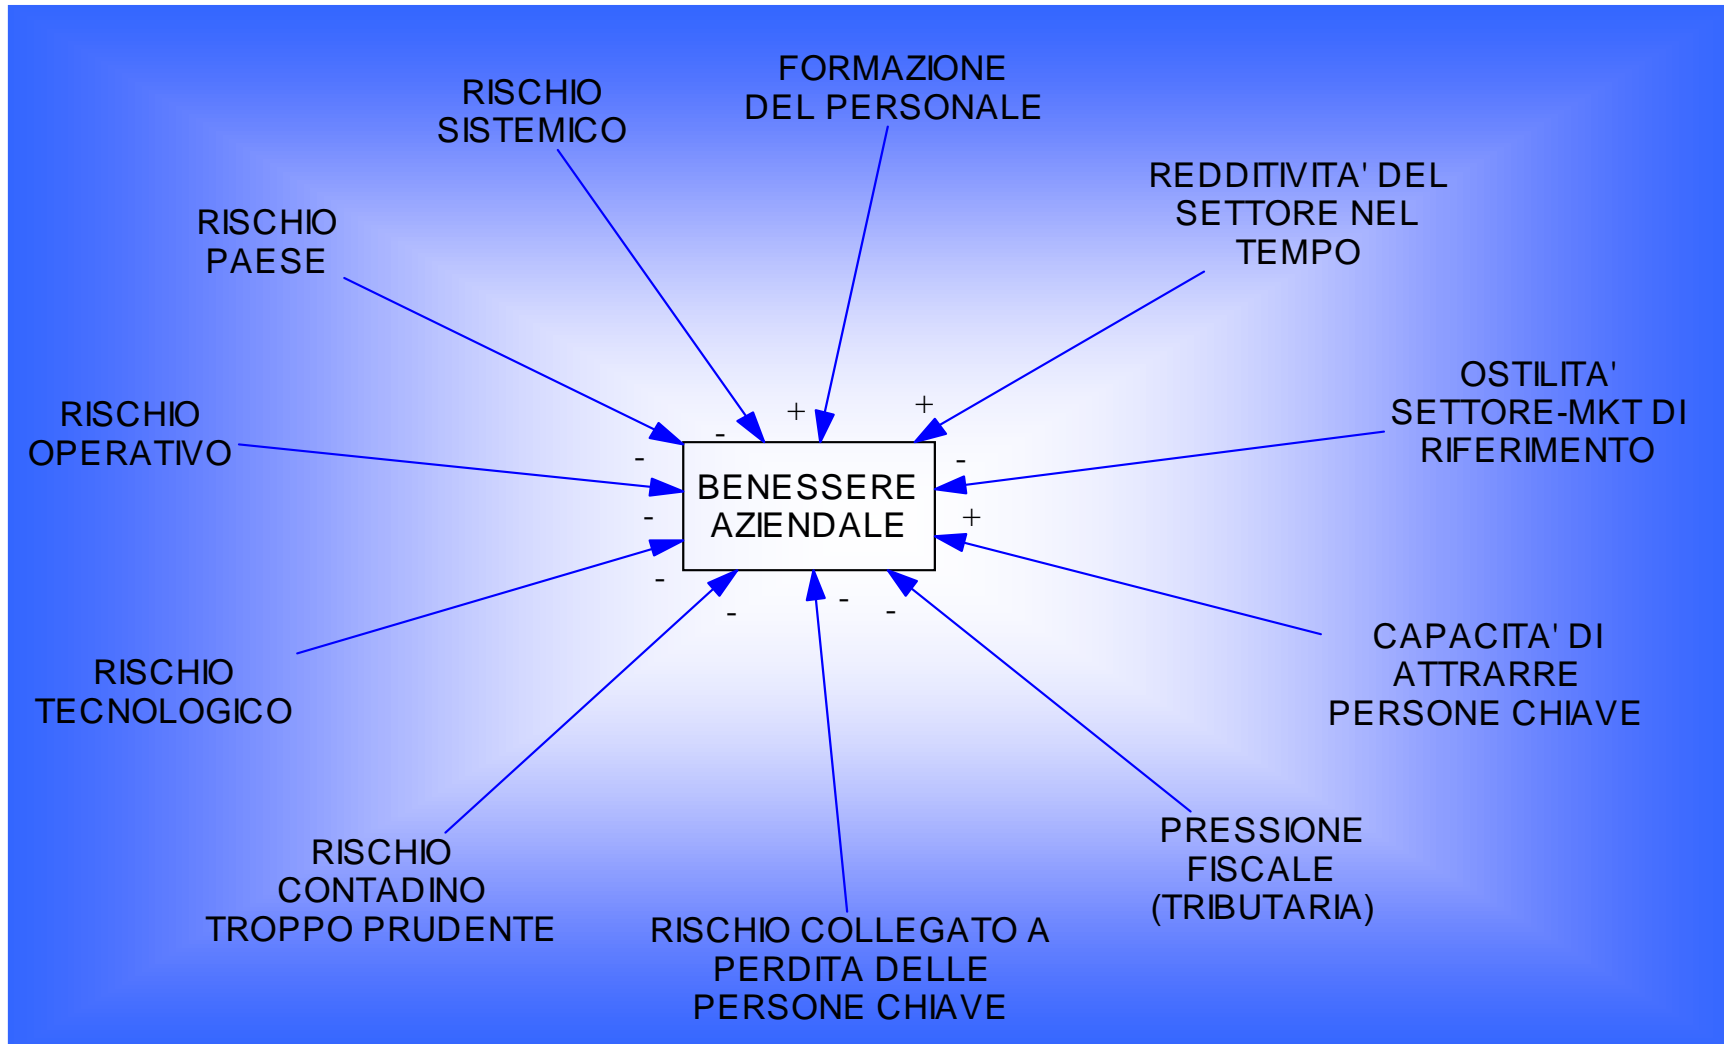 FORMAZIONE
DEL PERSONALE
RISCHIO
SISTEMICO
REDDITIVITA' DEL
SETTORE NEL
TEMPO
RISCHIO
PAESE
OSTILITA'
SETTORE-MKT DI
RIFERIMENTO
RISCHIO
OPERATIVO
+
+
-
-
-
BENESSERE
AZIENDALE
-
+
-
-
-
-
CAPACITA' DI
ATTRARRE
PERSONE CHIAVE
RISCHIO
TECNOLOGICO
PRESSIONE
FISCALE
(TRIBUTARIA)
RISCHIO
CONTADINO
TROPPO PRUDENTE
RISCHIO COLLEGATO A
PERDITA DELLE
PERSONE CHIAVE